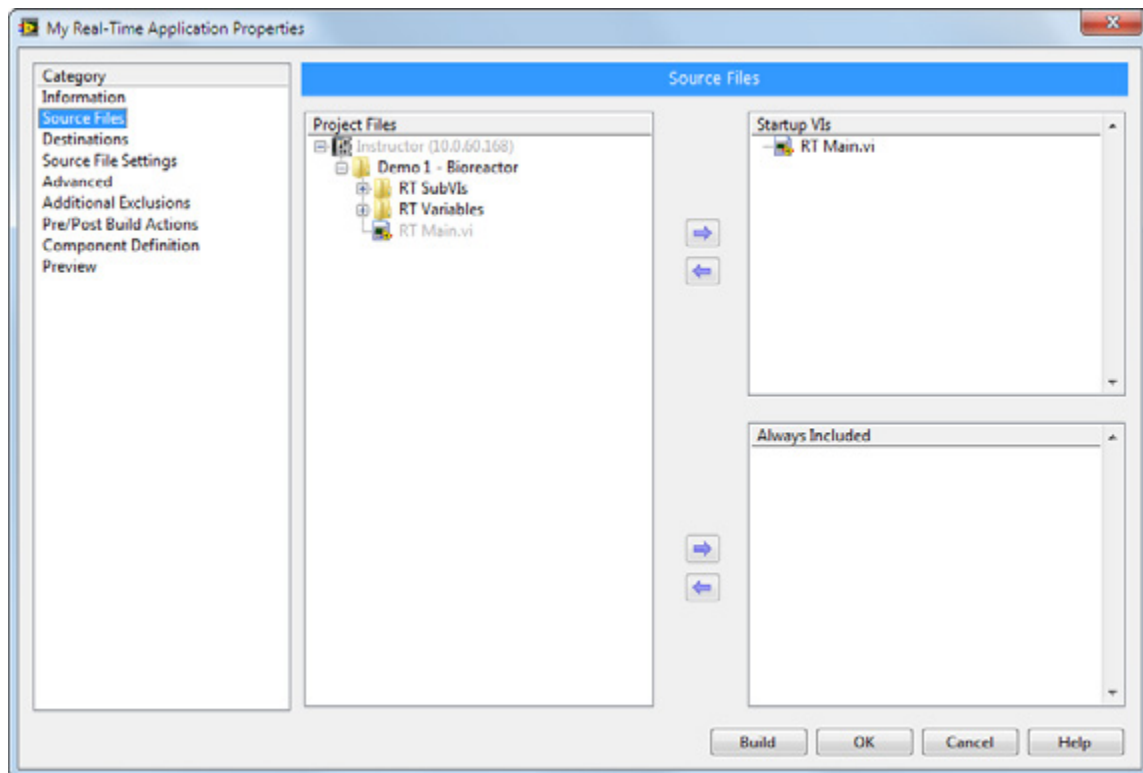 My Real-Time Application Properties
Category
Information
Source Files
Destinations
Source File Settings
Advanced
Additional Exclusions
Pre/Post Build Actions
Component Definition
Preview
Source Files
Project Files
Instructor (10.0.60.168)
Demo 1 - Bioreactor
RT SubVIs
RT Variables
RT Main.vi
Startup VIs
RT Main.vi
Always Included
Build
OK
Cancel
Help